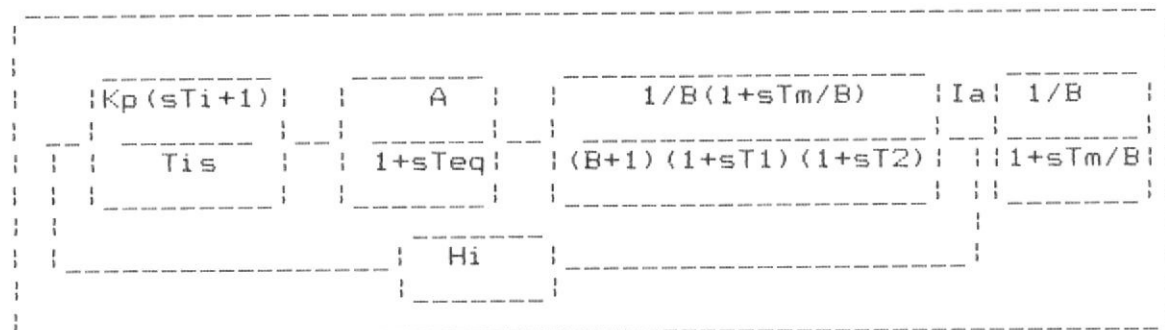 Kp(sTi+1) A 1/B(1+sTm/B) Ia 1/B
Tis 1+sTeq (B+1)(1+sT1)(1+sT2) 1+sTm/B
Hi